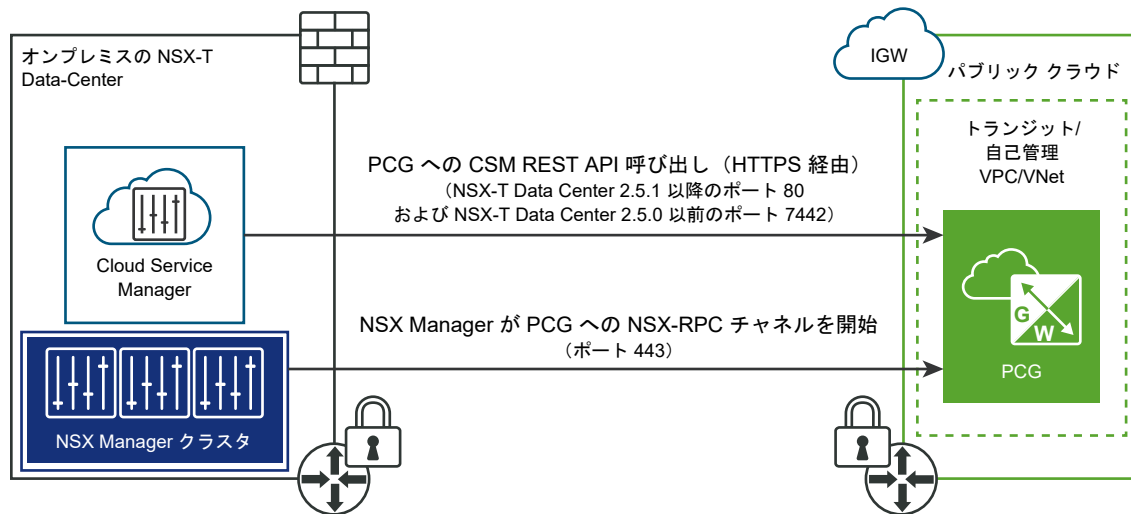 オンプレミスの NSX-T
Data-Center
IGW
パブリック クラウド
トランジット/
自己管理
VPC/VNet
PCG への CSM REST API 呼び出し（HTTPS 経由）
（NSX-T Data Center 2.5.1 以降のポート 80
および NSX-T Data Center 2.5.0 以前のポート 7442）
Cloud Service
Manager
NSX Manager が PCG への NSX-RPC チャネルを開始
（ポート 443）
G
W
PCG
NSX Manager クラスタ